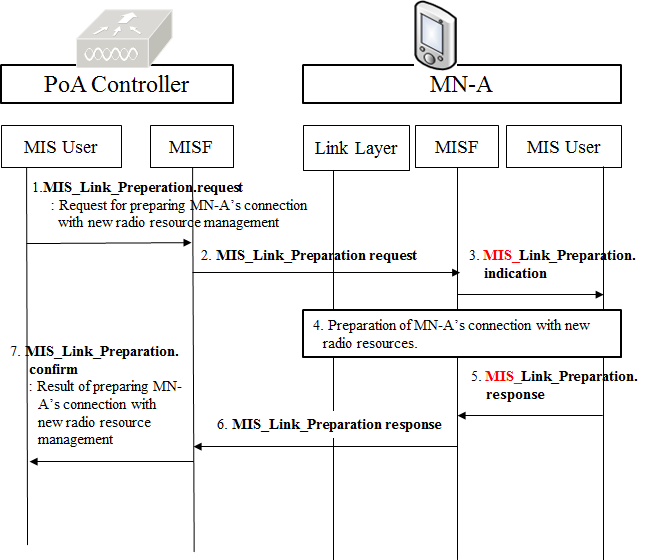 PoA Controller
MN-A
MIS User
MISF
Link Layer
MISF
MIS User
1.MIS_Link_Preperation.request
: Request for preparing MN-A's connection
with new radio resource management
2. MIS_Link_Preparation request
3. MIS_Link_Preparation.
indication
4. Preparation of MN-A's connection with new
radio resources.
5. MIS_Link_Preparation.
response
6. MIS_Link_Preparation response
7. MIS_Link_Preparation.
confirm
: Result of preparing MN-
A's connection with
new radio resource
management